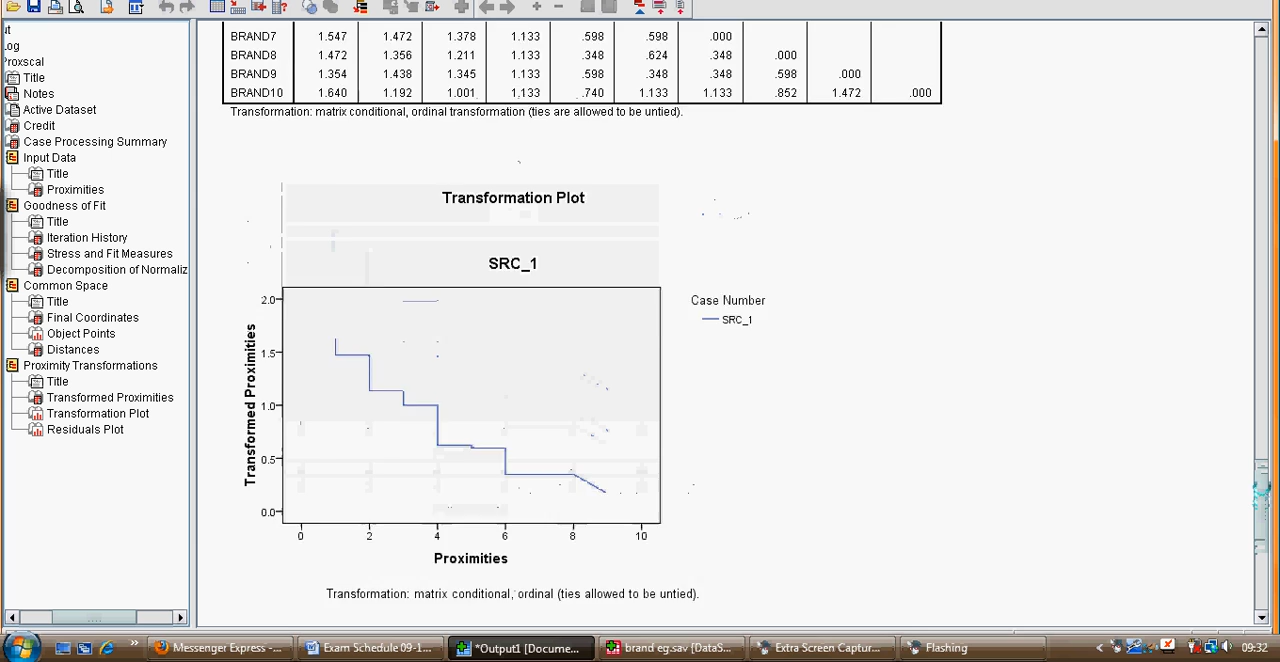 BRAND7 1.547 1.472 1.378 1.133 .598 .598 .000
BRAND8 1.472 1.356 1.211 1.133 .348 .624 .348 .000
BRAND9 1.354 1.438 1.345 1.133 .598 .348 .348 .598 .000
BRAND10 1.640 1.192 1.001 1.133 .740 1.133 1.133 .852 1.472 .000
Transformation: matrix conditional, ordinal transformation (ties are allowed to be untied).
ut
Log
Proxscal
Title
Notes
Active Dataset
Credit
Case Processing Summary
Input Data
Title
Proximities
Goodness of Fit
Title
Iteration History
Stress and Fit Measures
Decomposition of Normaliz
Common Space
Title
Final Coordinates
Object Points
Distances
Proximity Transformations
Title
Transformed Proximities
Transformation Plot
Residuals Plot
Transformation Plot
SRC_1
Case Number
SRC_1
Transformed Proximities
2.0
1.5
1.0
0.5
0.0
0 2 4 6 8 10
Proximities
Transformation: matrix conditional, ordinal (ties allowed to be untied).
Messenger Express -...
Exam Schedule 09-1...
*Output1 [Docume...
brand eg.sav [DataS...
Extra Screen Captur...
Flashing
09:32